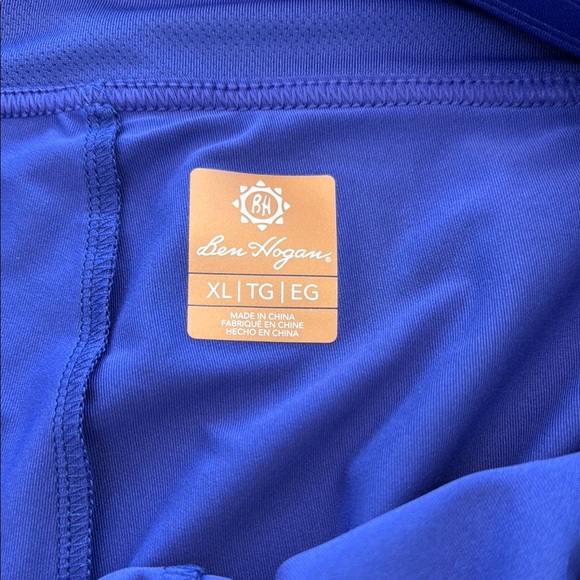 BH
Ben Hogan®
XL | TG | EG
MADE IN CHINA
FABRIQUÉ EN CHINE
HECHO EN CHINA